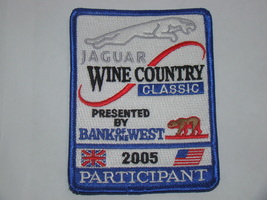 JAGUAR
WINE COUNTRY
CLASSIC
PRESENTED
BY
BANK OF THE WEST
2005
PARTICIPANT